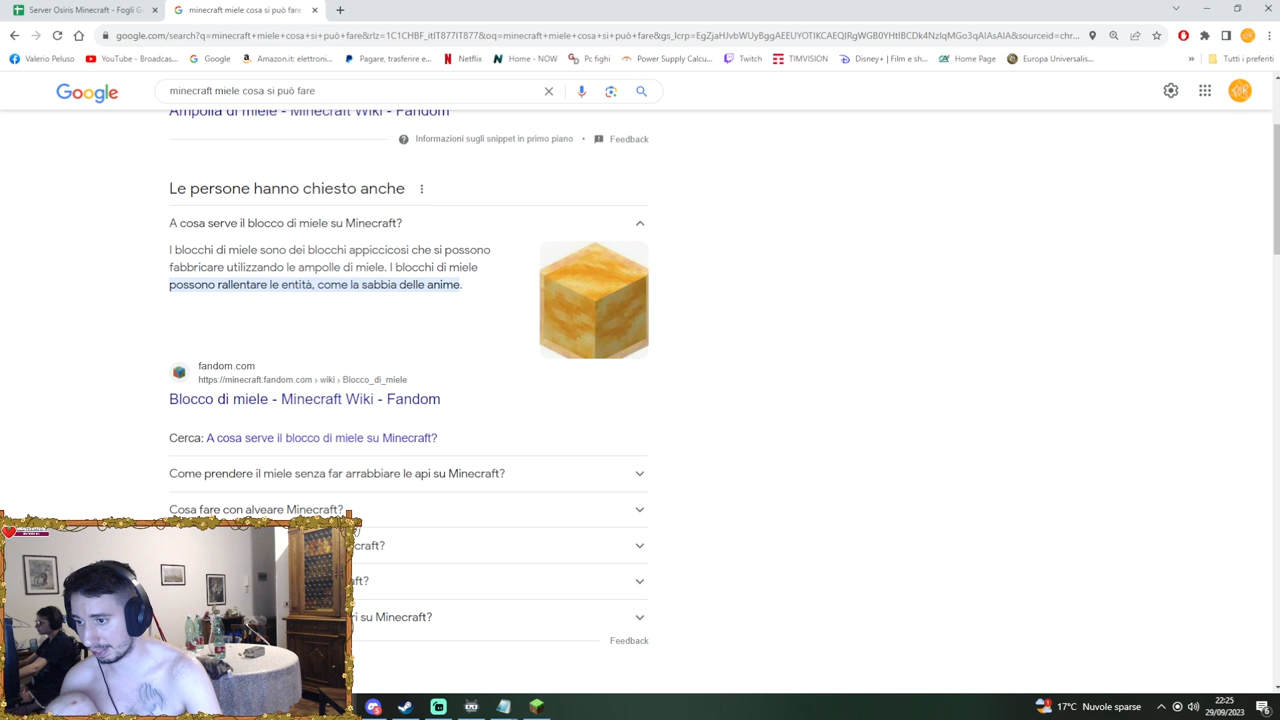 Server Osiris Minecraft - Fogli G
minecraft miele cosa si può fare
google.com/search?q=minecraft+miele+cosa+si+può+fare&rlz=1C1CHBF_itIT877IT877&oq=minecraft+miele+cosa+si+può+fare&gs_lcrp=EgZjaHJvbWUyBggAEEUYOTIKCAEQIRgWGB0YHtIBCDk4NzlqMGo3qAIAsAIA&sourceid=chr...
Valerio Peluso
YouTube - Broadcas...
Google
Amazon.it: elettroni...
Pagare, trasferire e...
Netflix
Home - NOW
Pc fighi
Power Supply Calcu...
Twitch
TIMVISION
Disney+ | Film e sh...
Home Page
Europa Universalis...
»
Tutti i preferiti
Google
minecraft miele cosa si può fare
Ampolla di miele - Minecraft Wiki - Fandom
Informazioni sugli snippet in primo piano • Feedback
Le persone hanno chiesto anche
A cosa serve il blocco di miele su Minecraft?
I blocchi di miele sono dei blocchi appiccicosi che si possono
fabbricare utilizzando le ampolle di miele. I blocchi di miele
possono rallentare le entità, come la sabbia delle anime.
fandom.com
https://minecraft.fandom.com › wiki › Blocco_di_miele
Blocco di miele - Minecraft Wiki - Fandom
Cerca: A cosa serve il blocco di miele su Minecraft?
Come prendere il miele senza far arrabbiare le api su Minecraft?
Cosa fare con alveare Minecraft?
craft?
aft?
ri su Minecraft?
Feedback
17°C Nuvole sparse
22:25
29/09/2023
6